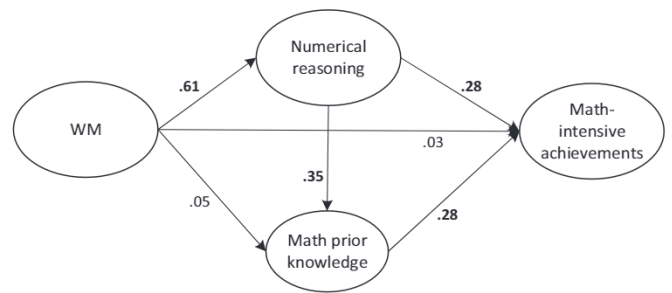 Numerical
reasoning
.61
.28
Math-
intensive
achievements
WM
.03
.35
.05
.28
Math prior
knowledge